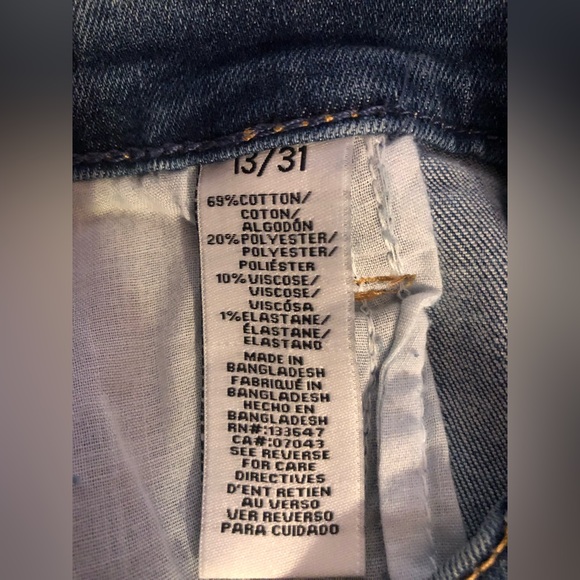 13/31
69%COTTON/
COTON/
ALGODÓN
20%POLYESTER/
POLYESTER/
POLIÉSTER
10%VISCOSE/
VISCOSE/
VISCÓSA
1%ELASTANE/
ÉLASTANE/
ELASTANO
MADE IN
BANGLADESH
FABRIQUÉ IN
BANGLADESH
HECHO EN
BANGLADESH
RN#:133647
CA#:07043
SEE REVERSE
FOR CARE
DIRECTIVES
D'ENT RETIEN
AU VERSO
VER REVERSO
PARA CUIDADO